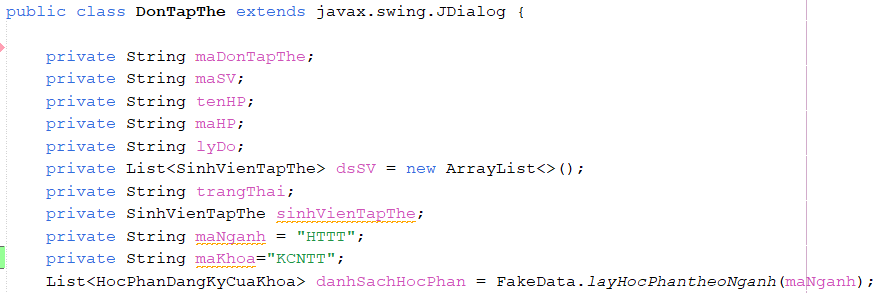 public class DonTapThe extends javax.swing.JDialog {
private String maDonTapThe;
private String maSV;
private String tenHP;
private String maHP;
private String lyDo;
private List<SinhVienTapThe> dsSV = new ArrayList<>();
private String trangThai;
private SinhVienTapThe sinhVienTapThe;
private String maNganh = "HTTT";
private String maKhoa="KCNTT";
List<HocPhanDangKyCuaKhoa> danhSachHocPhan = FakeData.layHocPhantheoNganh(maNganh);